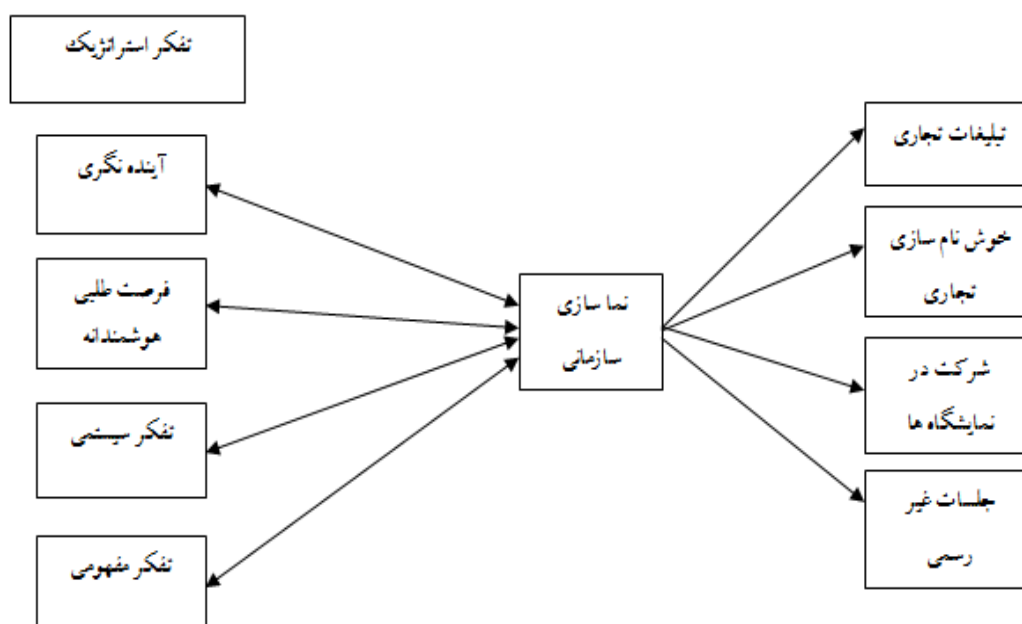 تفکر استراتژیک
آینده نگری
فرصت طلبی
هوشمندانه
تفکر سیستمی
تفکر مفهومی
نما سازی
سازمانی
تبلیغات تجاری
خوش نام سازی
تجاری
شرکت در
نمایشگاه ها
جلسات غیر
رسمی